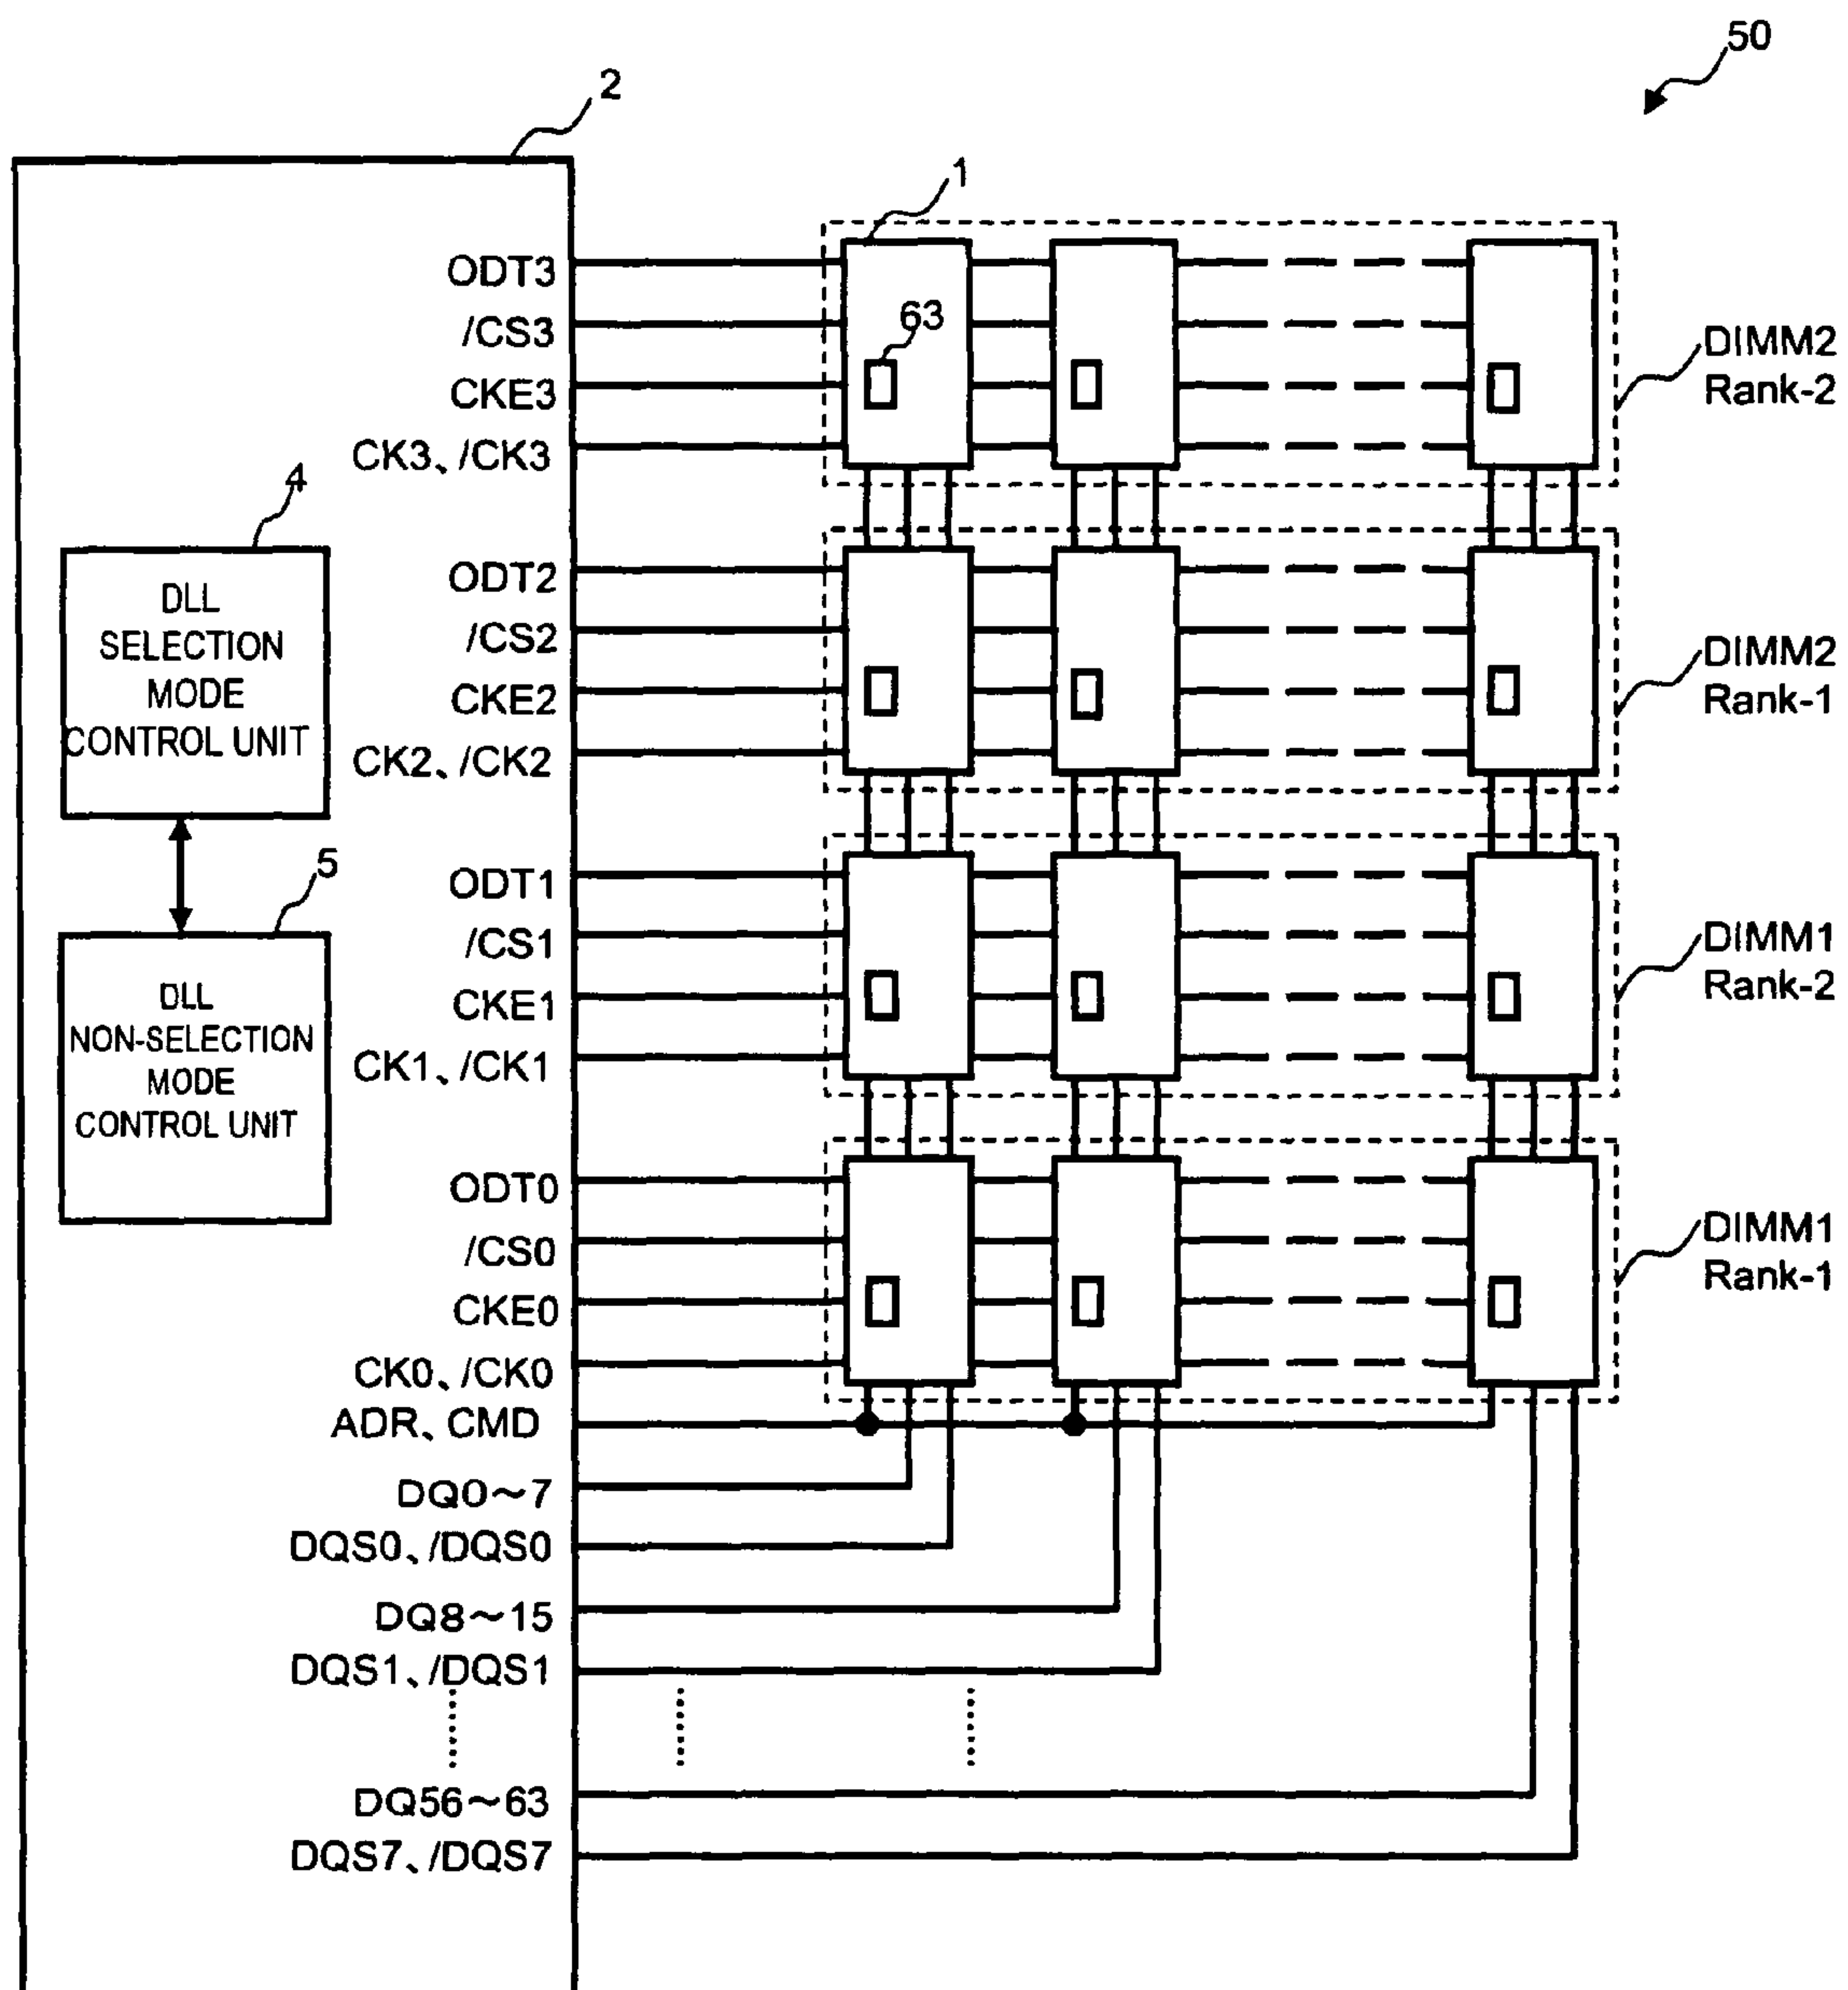 50
2
1
ODT3
/CS3
63
CKE3
CK3、/CK3
DIMM2
Rank-2
4
DLL
SELECTION
MODE
CONTROL UNIT
ODT2
/CS2
CKE2
CK2、/CK2
DIMM2
Rank-1
5
DLL
NON-SELECTION
MODE
CONTROL UNIT
ODT1
/CS1
CKE1
CK1、/CK1
DIMM1
Rank-2
ODT0
/CS0
CKE0
CK0、/CK0
DIMM1
Rank-1
ADR、CMD
DQ0～7
DQS0、/DQS0
DQ8～15
DQS1、/DQS1
DQ56～63
DQS7、/DQS7